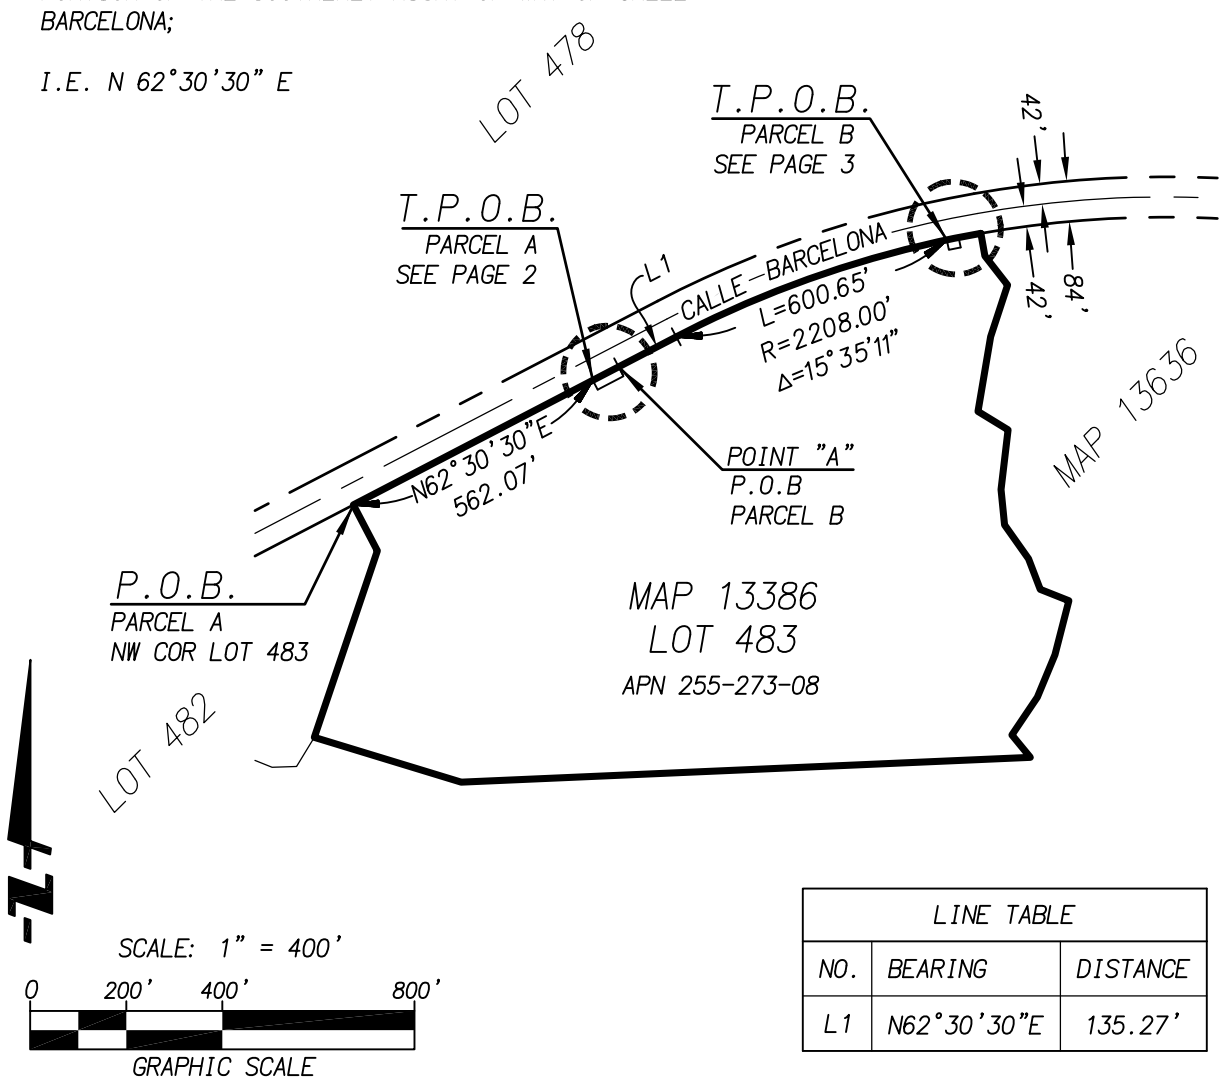 BARCELONA;
I.E. N 62°30'30" E
LOT 478
T.P.O.B.
PARCEL B
SEE PAGE 3
42'
T.P.O.B.
PARCEL A
SEE PAGE 2
L1
CALLE BARCELONA
L=600.65'
R=2208.00'
Δ=15°35'11"
42'
84'
MAP 13636
N62°30'30"E
562.07'
POINT "A"
P.O.B
PARCEL B
P.O.B.
PARCEL A
NW COR LOT 483
MAP 13386
LOT 483
APN 255-273-08
LOT 482
N
SCALE: 1" = 400'
0 200' 400' 800'
GRAPHIC SCALE
LINE TABLE
NO. BEARING DISTANCE
L1 N62°30'30"E 135.27'